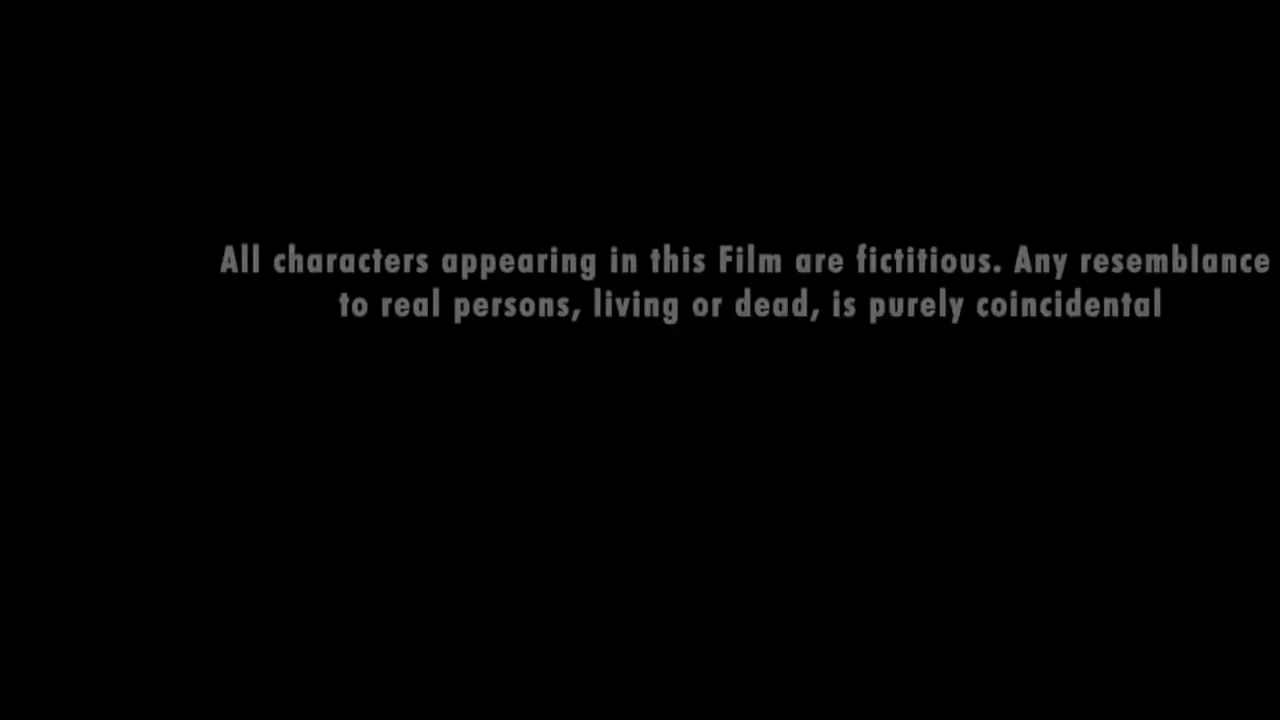 All characters appearing in this Film are fictitious. Any resemblance
to real persons, living or dead, is purely coincidental